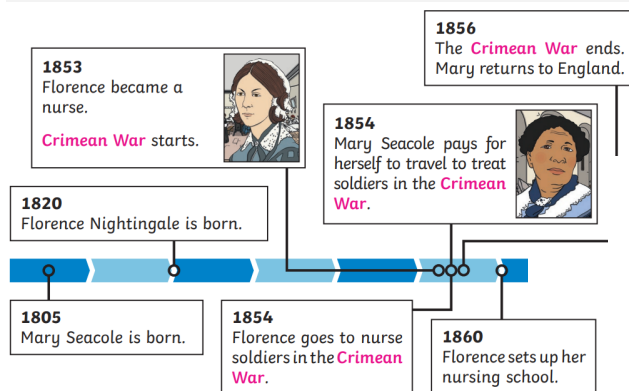 1856
The Crimean War ends.
Mary returns to England.
1853
Florence became a
nurse.
Crimean War starts.
1854
Mary Seacole pays for
herself to travel to treat
soldiers in the Crimean
War.
1820
Florence Nightingale is born.
1805
Mary Seacole is born.
1854
Florence goes to nurse
soldiers in the Crimean
War.
1860
Florence sets up her
nursing school.